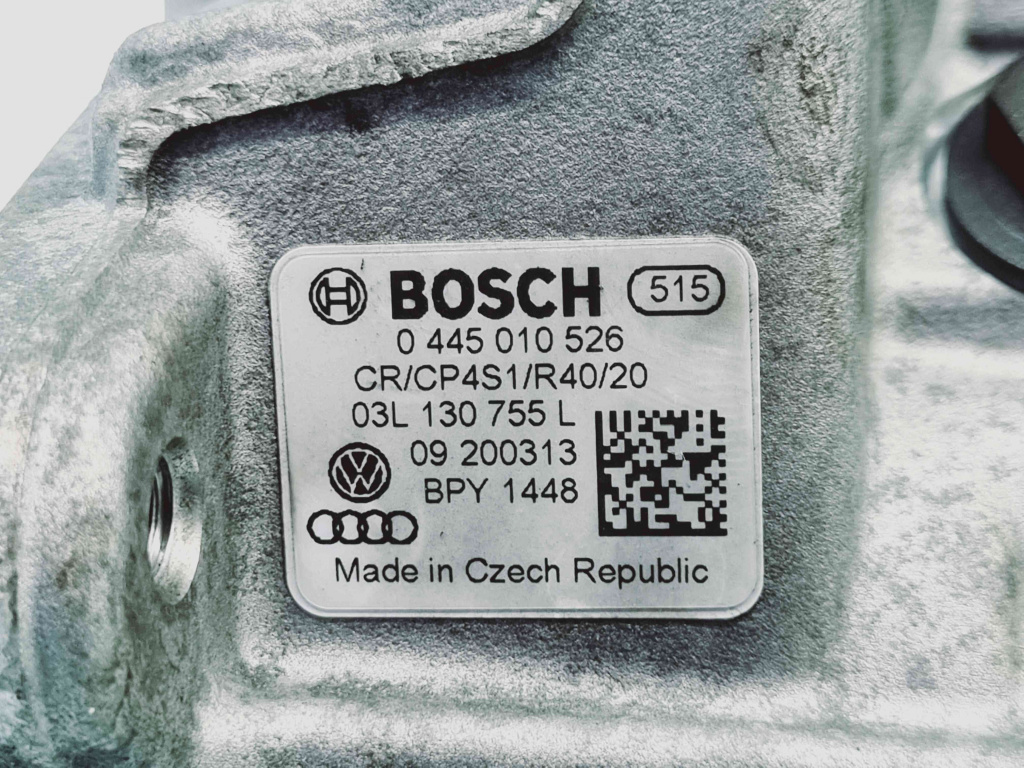 BOSCH 515
0 445 010 526
CR/CP4S1/R40/20
03L 130 755 L
09 200313
BPY 1448
Made in Czech Republic